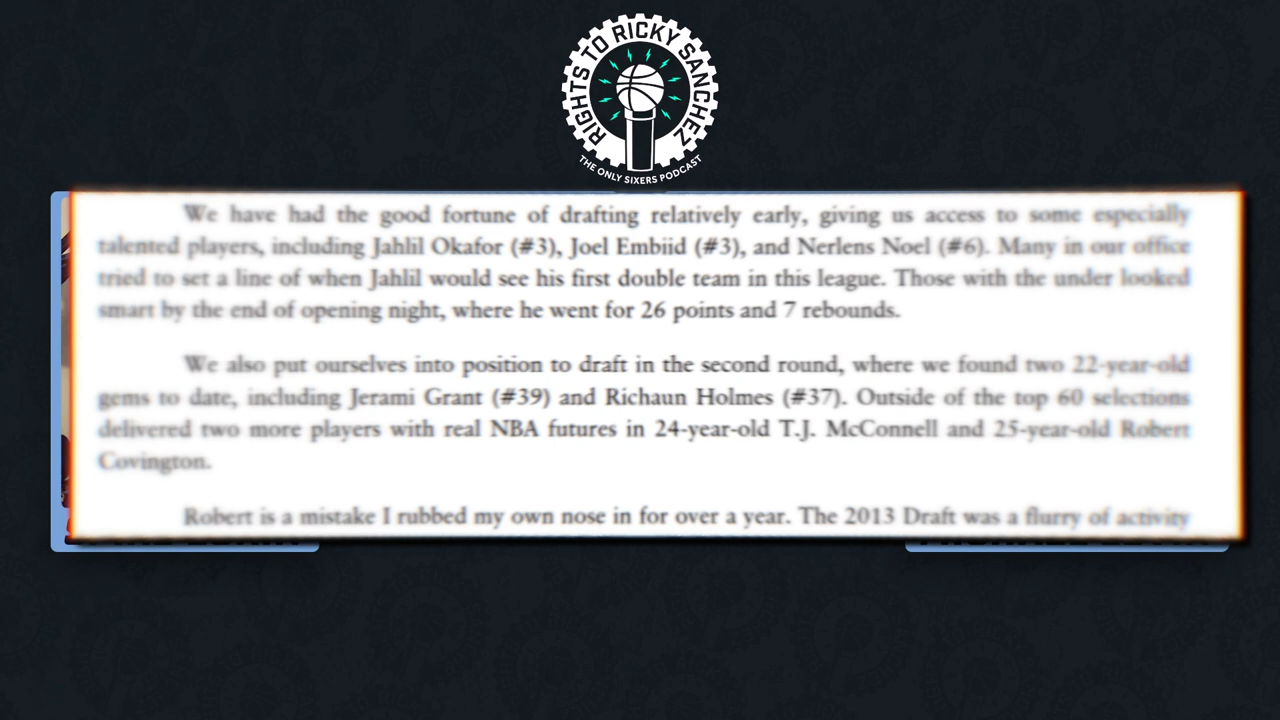 RIGHTS TO RICKY SANCHEZ
THE ONLY SIXERS PODCAST
We have had the good fortune of drafting relatively early, giving us access to some especially
talented players, including Jahlil Okafor (#3), Joel Embiid (#3), and Nerlens Noel (#6). Many in our office
tried to set a line of when Jahlil would see his first double team in this league. Those with the under looked
smart by the end of opening night, where he went for 26 points and 7 rebounds.
We also put ourselves into position to draft in the second round, where we found two 22-year-old
gems to date, including Jerami Grant (#39) and Richaun Holmes (#37). Outside of the top 60 selections
delivered two more players with real NBA futures in 24-year-old T.J. McConnell and 25-year-old Robert
Covington.
Robert is a mistake I rubbed my own nose in for over a year. The 2013 Draft was a flurry of activity